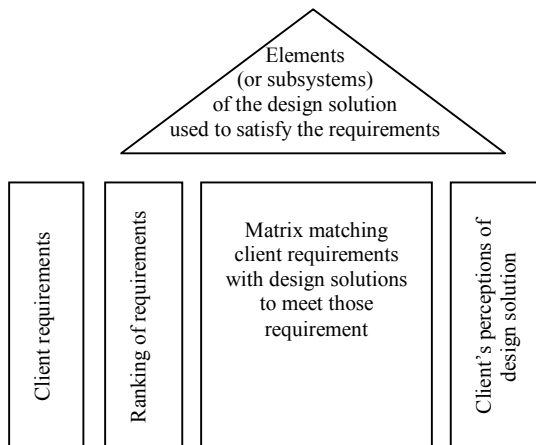 Elements
(or subsystems)
of the design solution
used to satisfy the requirements
Client requirements
Ranking of requirements
Matrix matching
client requirements
with design solutions
to meet those
requirement
Client's perceptions of
design solution